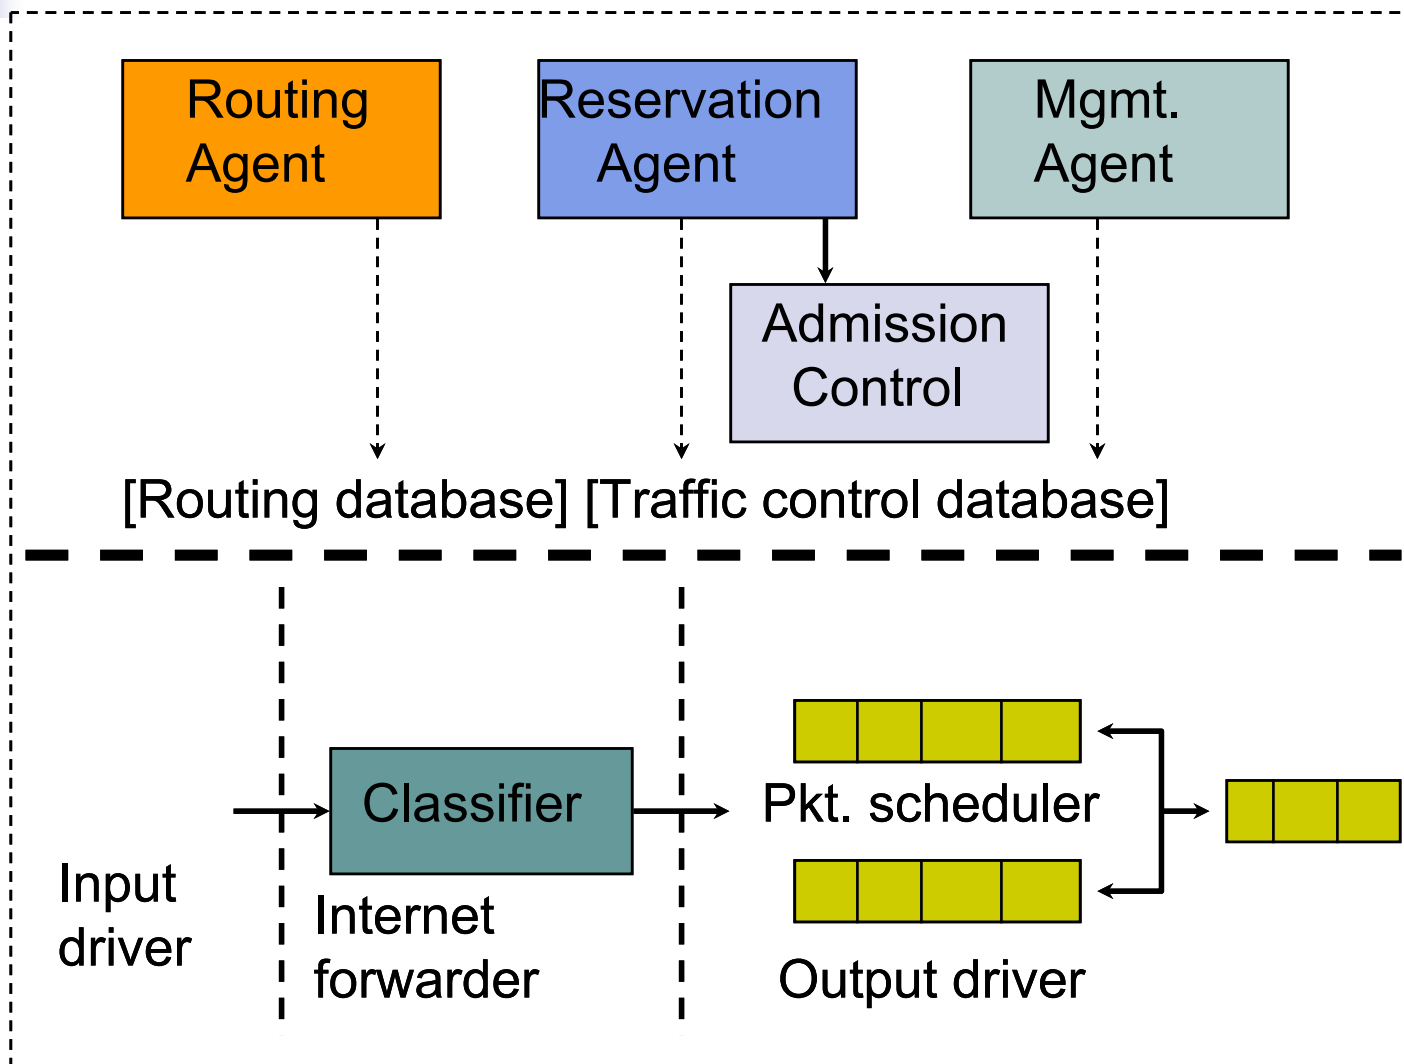 Routing
Agent
Reservation
Agent
Mgmt.
Agent
Admission
Control
[Routing database] [Traffic control database]
Classifier
Pkt. scheduler
Input
driver
Internet
forwarder
Output driver